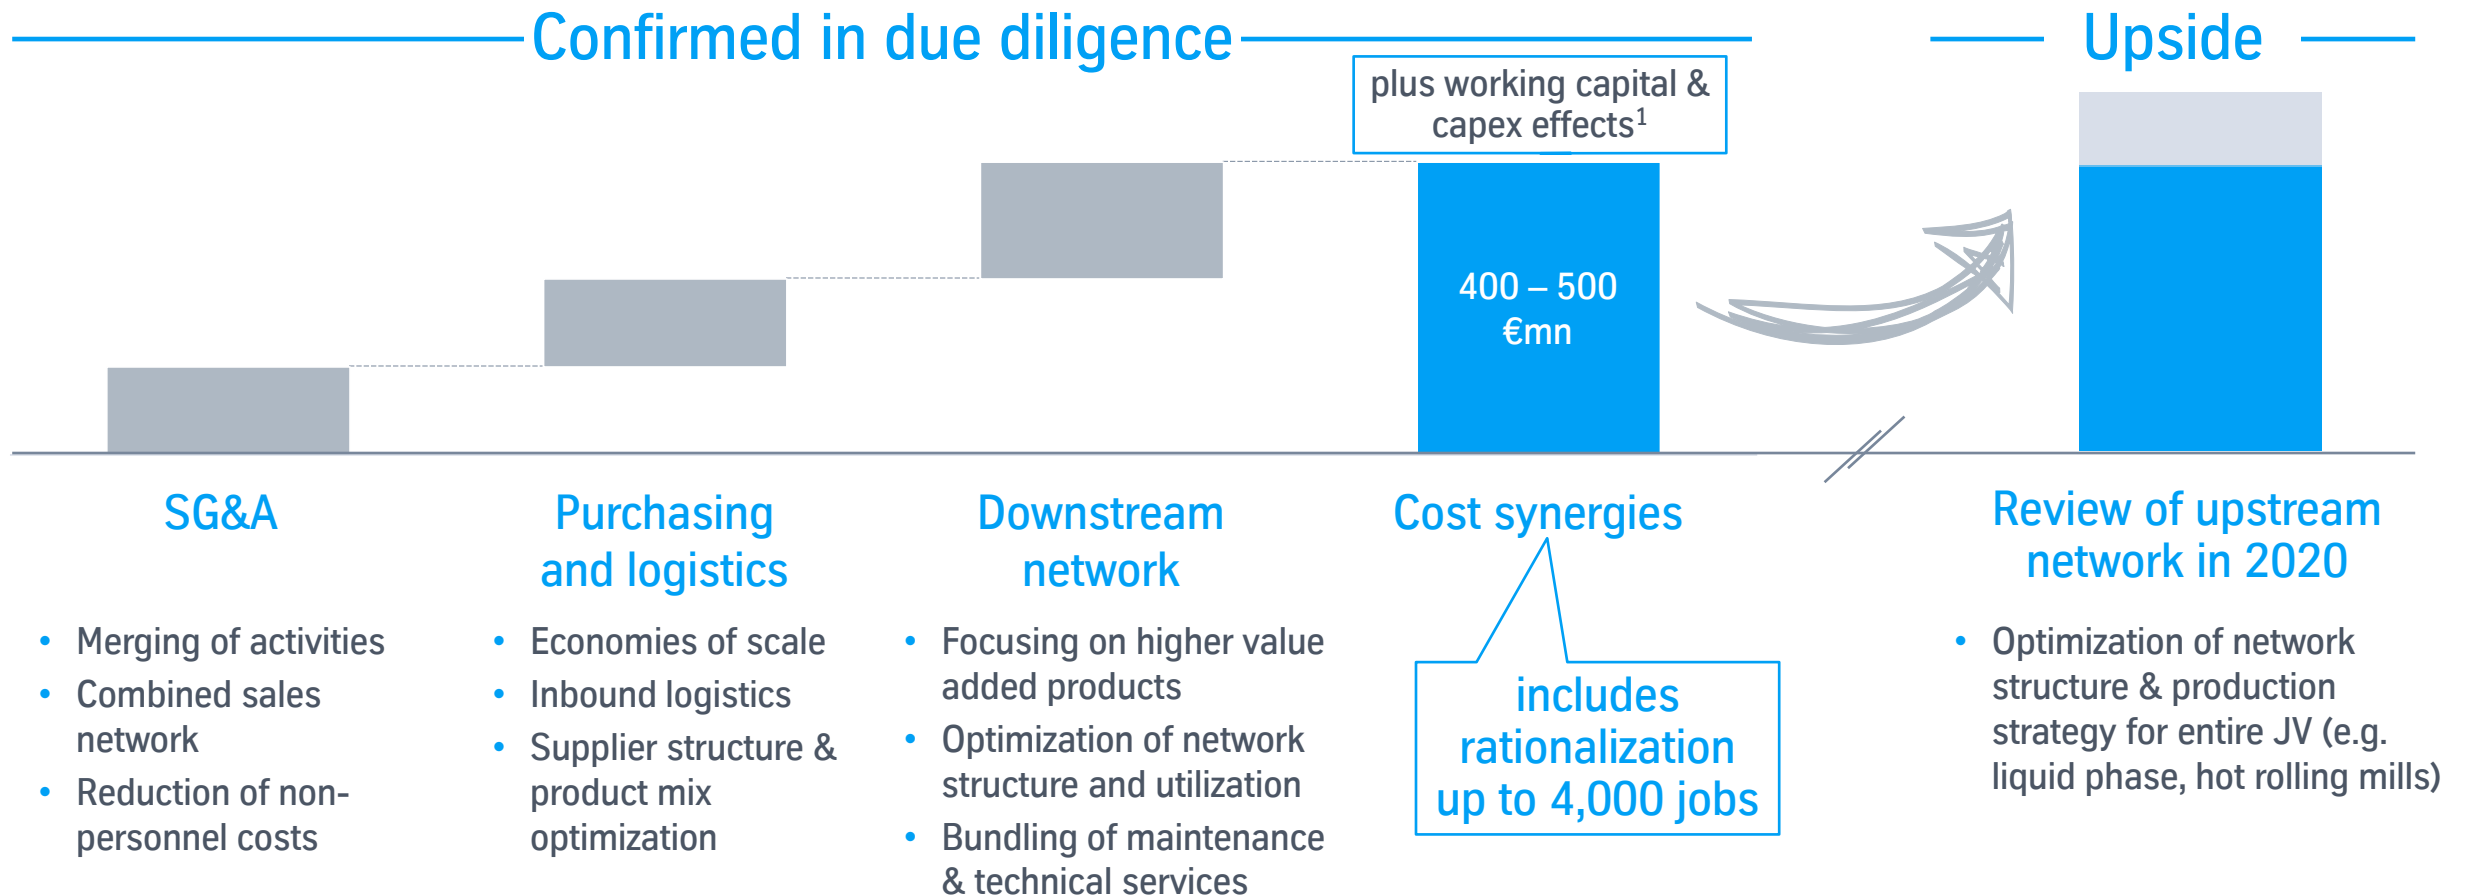 Confirmed in due diligence
Upside
plus working capital &
capex effects¹
400 – 500
€mn
SG&A
• Merging of activities
• Combined sales
network
• Reduction of non-
personnel costs
Purchasing
and logistics
• Economies of scale
• Inbound logistics
• Supplier structure &
product mix
optimization
Downstream
network
• Focusing on higher value
added products
• Optimization of network
structure and utilization
• Bundling of maintenance
& technical services
Cost synergies
includes
rationalization
up to 4,000 jobs
Review of upstream
network in 2020
• Optimization of network
structure & production
strategy for entire JV (e.g.
liquid phase, hot rolling mills)